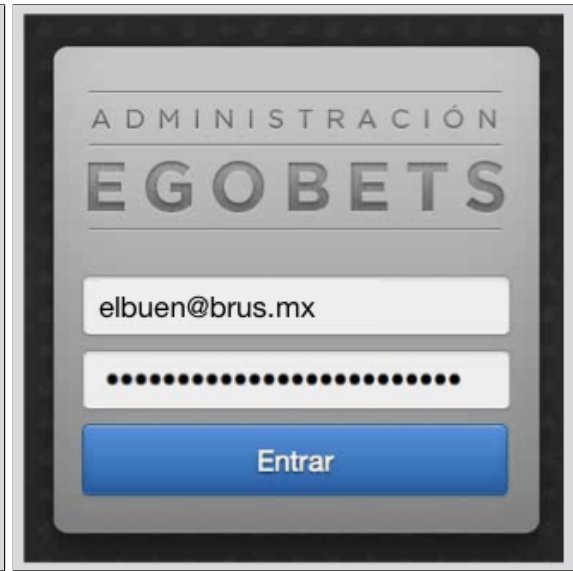 ADMINISTRACIÓN
EGOBETS
elbuen@brus.mx
•••••••••••••••••••••••••
Entrar